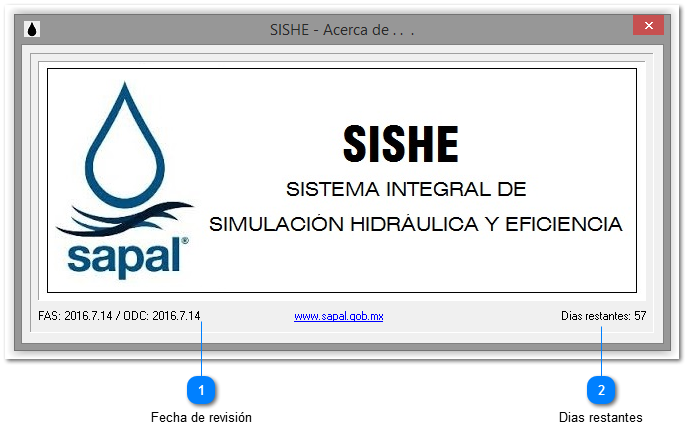 SISHE - Acerca de . . .
SISHE
SISTEMA INTEGRAL DE
SIMULACIÓN HIDRÁULICA Y EFICIENCIA
sapal®
FAS: 2016.7.14 / ODC: 2016.7.14
www.sapal.gob.mx
Dias restantes: 57
1
2
Fecha de revisión
Dias restantes